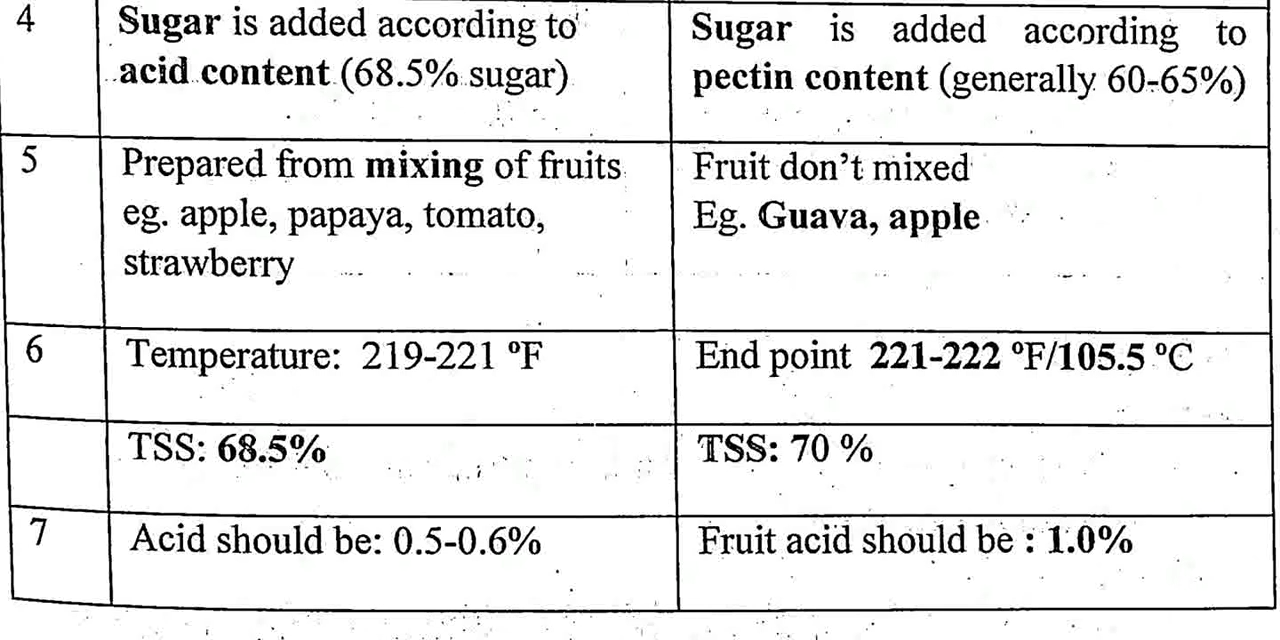 4
Sugar is added according to
acid content (68.5% sugar)
Sugar is added according to
pectin content (generally 60-65%)
5
Prepared from mixing of fruits
eg. apple, papaya, tomato,
strawberry
Fruit don't mixed
Eg. Guava, apple
6
Temperature: 219-221 ºF
End point 221-222 ºF/105.5 ºC
TSS: 68.5%
TSS: 70 %
7
Acid should be: 0.5-0.6%
Fruit acid should be : 1.0%